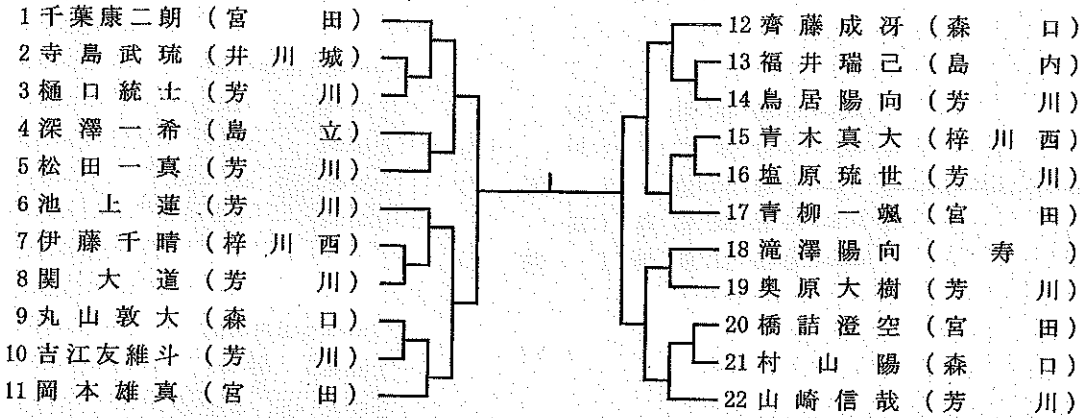 1 千葉康二朗 (宮田)
2 寺島武琉 (井川城)
3 樋口統士 (芳川)
4 深澤一希 (島立)
5 松田一真 (芳川)
6 池上蓮 (芳川)
7 伊藤千晴 (梓川西)
8 関大道 (芳川)
9 丸山敦大 (森口)
10 吉江友維斗 (芳川)
11 岡本雄真 (宮田)
12 齊藤成冴 (森口)
13 福井瑞己 (島内)
14 鳥居陽向 (芳川)
15 青木真大 (梓川西)
16 塩原琉世 (芳川)
17 青柳一颯 (宮田)
18 滝澤陽向 (寿)
19 奥原大樹 (芳川)
20 橋詰澄空 (宮田)
21 村山陽 (森口)
22 山崎信哉 (芳川)